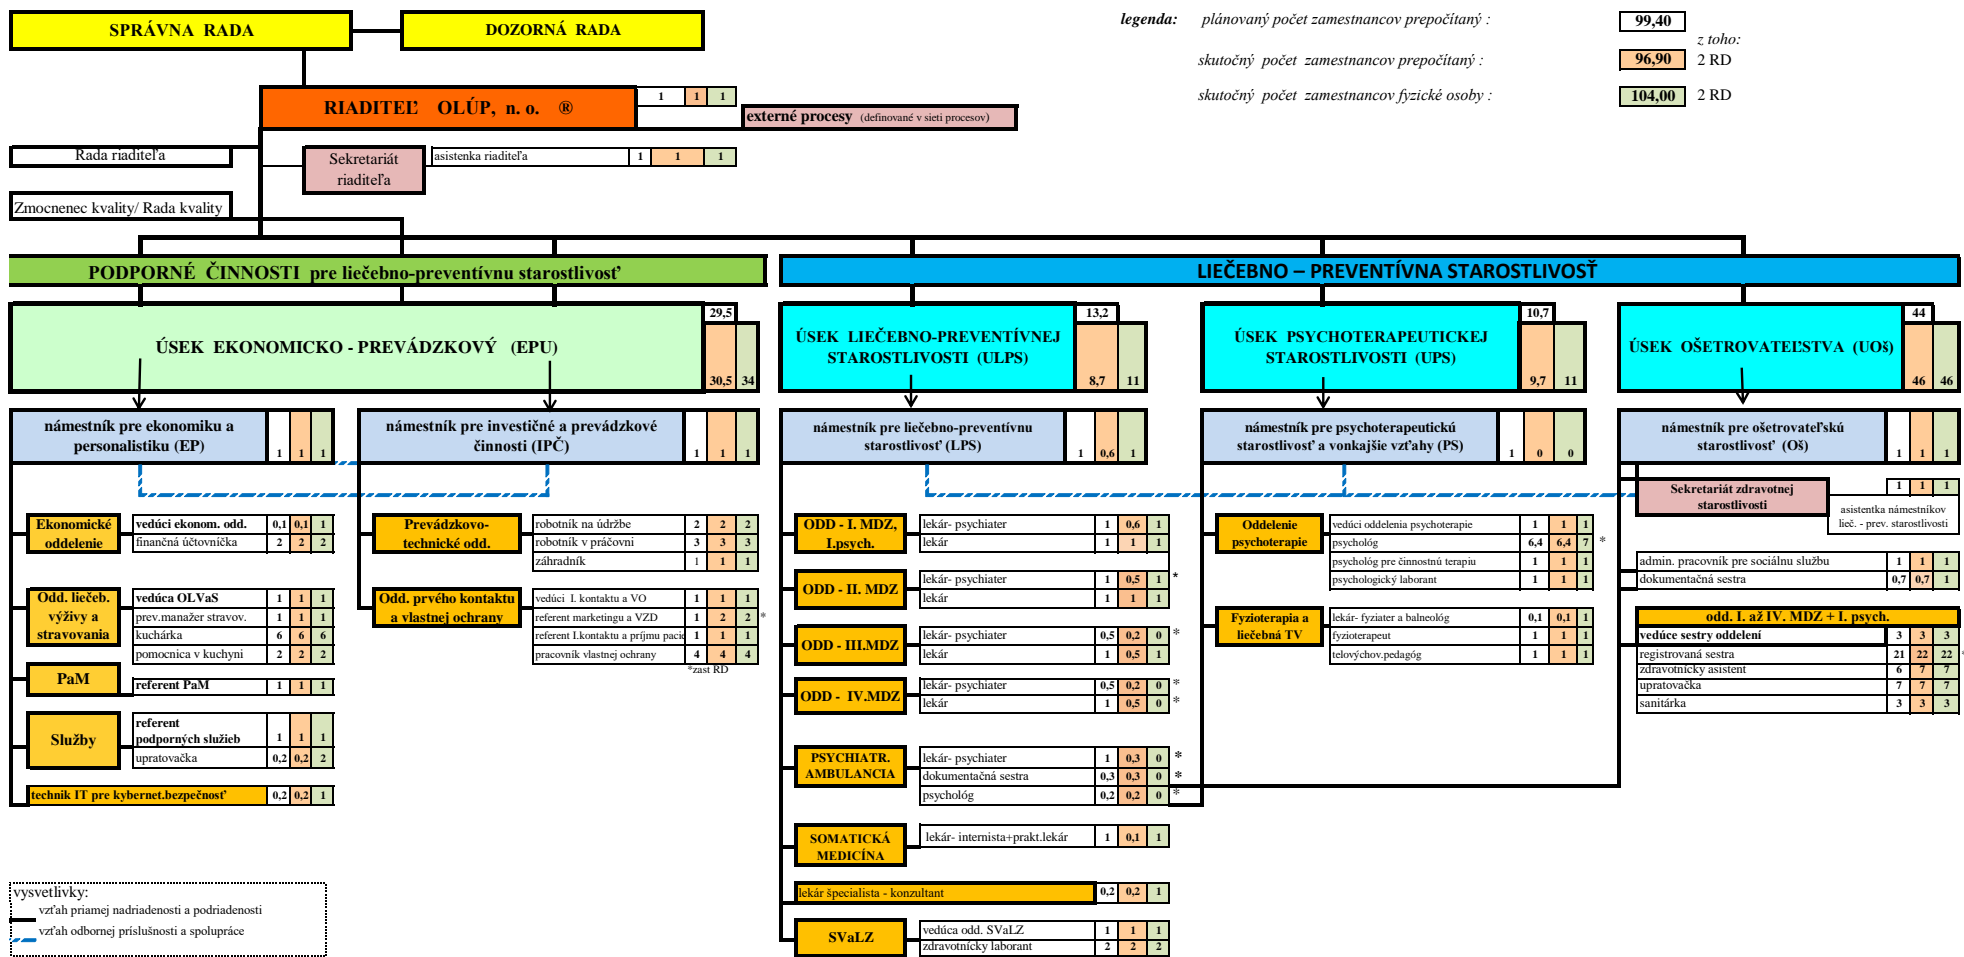 SPRÁVNA RADA
DOZORNÁ RADA
legenda: plánovaný počet zamestnancov prepočítaný : 99,40
z toho:
skutočný počet zamestnancov prepočítaný : 96,90 2 RD
skutočný počet zamestnancov fyzické osoby : 104,00 2 RD
RIADITEĽ OLÚP, n. o. ® 1 1 1
externé procesy (definované v sieti procesov)
Rada riaditeľa
Sekretariát
riaditeľa
asistenka riaditeľa 1 1 1
Zmocnenec kvality/ Rada kvality
PODPORNÉ ČINNOSTI pre liečebno-preventívnu starostlivosť
LIEČEBNO – PREVENTÍVNA STAROSTLIVOSŤ
ÚSEK EKONOMICKO - PREVÁDZKOVÝ (EPU)
29,5
30,5 34
ÚSEK LIEČEBNO-PREVENTÍVNEJ
STAROSTLIVOSTI (ULPS)
13,2
8,7 11
ÚSEK PSYCHOTERAPEUTICKEJ
STAROSTLIVOSTI (UPS)
10,7
9,7 11
ÚSEK OŠETROVATEĽSTVA (UOš)
44
46 46
námestník pre ekonomiku a
personalistiku (EP) 1 1 1
námestník pre investičné a prevádzkové
činnosti (IPČ) 1 1 1
námestník pre liečebno-preventívnu
starostlivosť (LPS) 1 0,6 1
námestník pre psychoterapeutickú
starostlivosť a vonkajšie vzťahy (PS) 1 0 0
námestník pre ošetrovateľskú
starostlivosť (Oš) 1 1 1
Ekonomické
oddelenie
vedúci ekonom. odd. 0,1 0,1 1
finančná účtovníčka 2 2 2
Odd. liečeb.
výživy a
stravovania
vedúca OLVaS 1 1 1
prev.manažer stravov. 1 1 1
kuchárka 6 6 6
pomocnica v kuchyni 2 2 2
PaM
referent PaM 1 1 1
Služby
referent
podporných služieb 1 1 1
upratovačka 0,2 0,2 2
technik IT pre kybernet.bezpečnosť 0,2 0,2 1
Prevádzkovo-
technické odd.
robotník na údržbe 2 2 2
robotník v práčovni 3 3 3
záhradník 1 1 1
Odd. prvého kontaktu
a vlastnej ochrany
vedúci I. kontaktu a VO 1 1 1
referent marketingu a VZD 1 2 2 *
referent I.kontaktu a príjmu pacie 1 1 1
pracovník vlastnej ochrany 4 4 4
*zast RD
ODD - I. MDZ,
I.psych.
lekár- psychiater 1 0,6 1
lekár 1 1 1
ODD - II. MDZ
lekár- psychiater 1 0,5 1 *
lekár 1 1 1
ODD - III.MDZ
lekár- psychiater 0,5 0,2 0 *
lekár 1 0,5 1
ODD - IV.MDZ
lekár- psychiater 0,5 0,2 0 *
lekár 1 0,5 0 *
PSYCHIATR.
AMBULANCIA
lekár- psychiater 1 0,3 0 *
dokumentačná sestra 0,3 0,3 0 *
psychológ 0,2 0,2 0 *
SOMATICKÁ
MEDICÍNA
lekár- internista+prakt.lekár 1 0,1 1
lekár špecialista - konzultant 0,2 0,2 1
SVaLZ
vedúca odd. SVaLZ 1 1 1
zdravotnícky laborant 2 2 2
Oddelenie
psychoterapie
vedúci oddelenia psychoterapie 1 1 1
psychológ 6,4 6,4 7 *
psychológ pre činnostnú terapiu 1 1 1
psychologický laborant 1 1 1
Fyzioterapia a
liečebná TV
lekár- fyziater a balneológ 0,1 0,1 1
fyzioterapeut 1 1 1
telovýchov.pedagóg 1 1 1
Sekretariát zdravotnej
starostlivosti
1 1 1
asistentka námestníkov
lieč. - prev. starostlivosti
admin. pracovník pre sociálnu službu 1 1 1
dokumentačná sestra 0,7 0,7 1
odd. I. až IV. MDZ + I. psych.
vedúce sestry oddelení 3 3 3
registrovaná sestra 21 22 22 *
zdravotnícky asistent 6 7 7
upratovačka 7 7 7
sanitárka 3 3 3
vysvetlivky:
vzťah priamej nadriadenosti a podriadenosti
vzťah odbornej príslušnosti a spolupráce